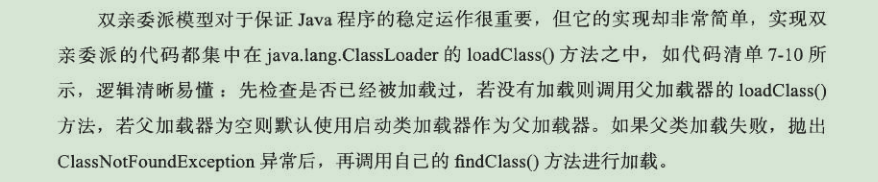 双亲委派模型对于保证 Java 程序的稳定运作很重要，但它的实现却非常简单，实现双
亲委派的代码都集中在 java.lang.ClassLoader 的 loadClass() 方法之中，如代码清单 7-10 所
示，逻辑清晰易懂：先检查是否已经被加载过，若没有加载则调用父加载器的 loadClass()
方法，若父加载器为空则默认使用启动类加载器作为父加载器。如果父类加载失败，抛出
ClassNotFoundException 异常后，再调用自己的 findClass() 方法进行加载。